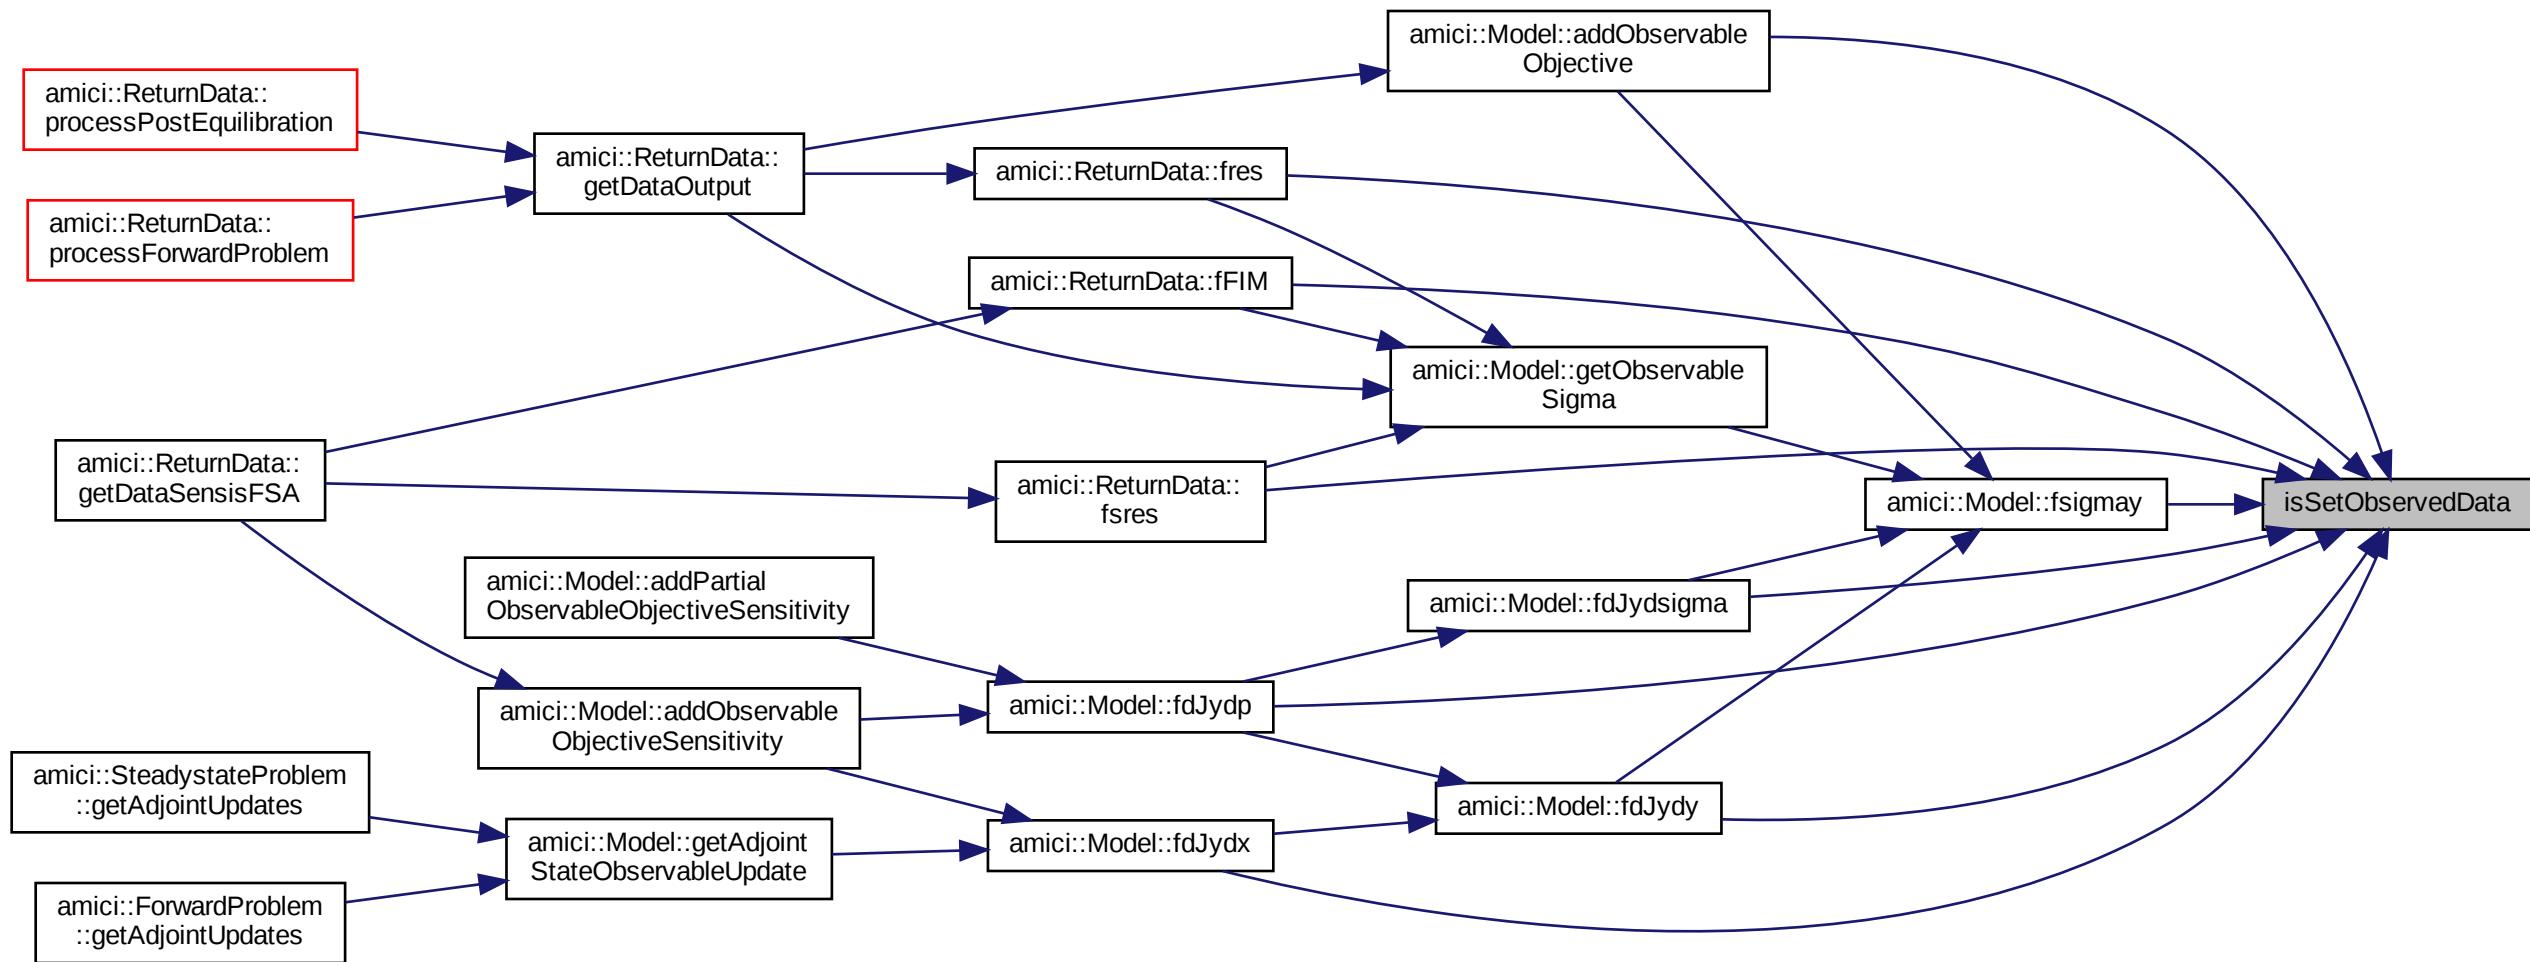 amici::Model::addObservable
Objective
amici::ReturnData::
processPostEquilibration
amici::ReturnData::
getDataOutput
amici::ReturnData::fres
amici::ReturnData::
processForwardProblem
amici::ReturnData::fFIM
amici::Model::getObservable
Sigma
amici::ReturnData::
getDataSensisFSA
amici::ReturnData::
fsres
amici::Model::fsigmay
isSetObservedData
amici::Model::addPartial
ObservableObjectiveSensitivity
amici::Model::fdJydsigma
amici::Model::fdJydp
amici::Model::addObservable
ObjectiveSensitivity
amici::SteadystateProblem
::getAdjointUpdates
amici::Model::fdJydy
amici::Model::getAdjoint
StateObservableUpdate
amici::Model::fdJydx
amici::ForwardProblem
::getAdjointUpdates